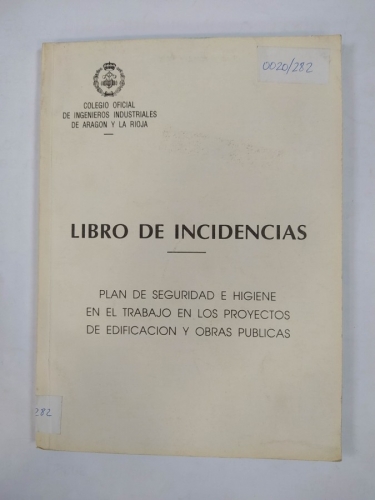 0020/282
COLEGIO OFICIAL
DE INGENIEROS INDUSTRIALES
DE ARAGON Y LA RIOJA
LIBRO DE INCIDENCIAS
PLAN DE SEGURIDAD E HIGIENE
EN EL TRABAJO EN LOS PROYECTOS
DE EDIFICACION Y OBRAS PUBLICAS
282